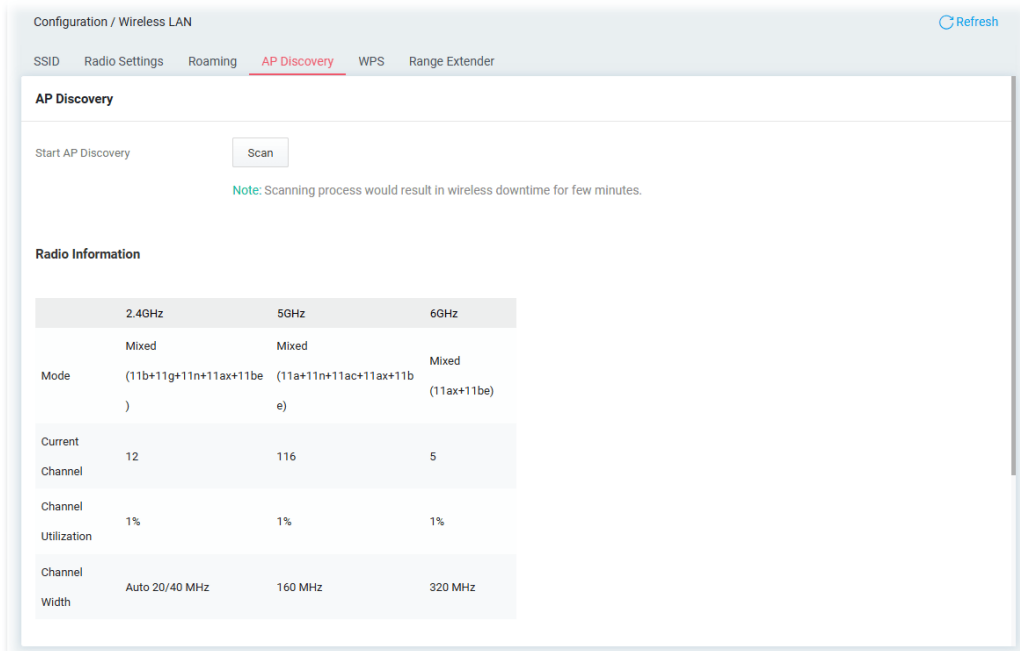 Configuration / Wireless LAN
Refresh
SSID Radio Settings Roaming AP Discovery WPS Range Extender
AP Discovery
Start AP Discovery Scan
Note: Scanning process would result in wireless downtime for few minutes.
Radio Information
2.4GHz 5GHz 6GHz
Mode
Mixed
(11b+11g+11n+11ax+11be
)
Mixed
(11a+11n+11ac+11ax+11b
e)
Mixed
(11ax+11be)
Current
Channel
12 116 5
Channel
Utilization
1% 1% 1%
Channel
Width
Auto 20/40 MHz 160 MHz 320 MHz